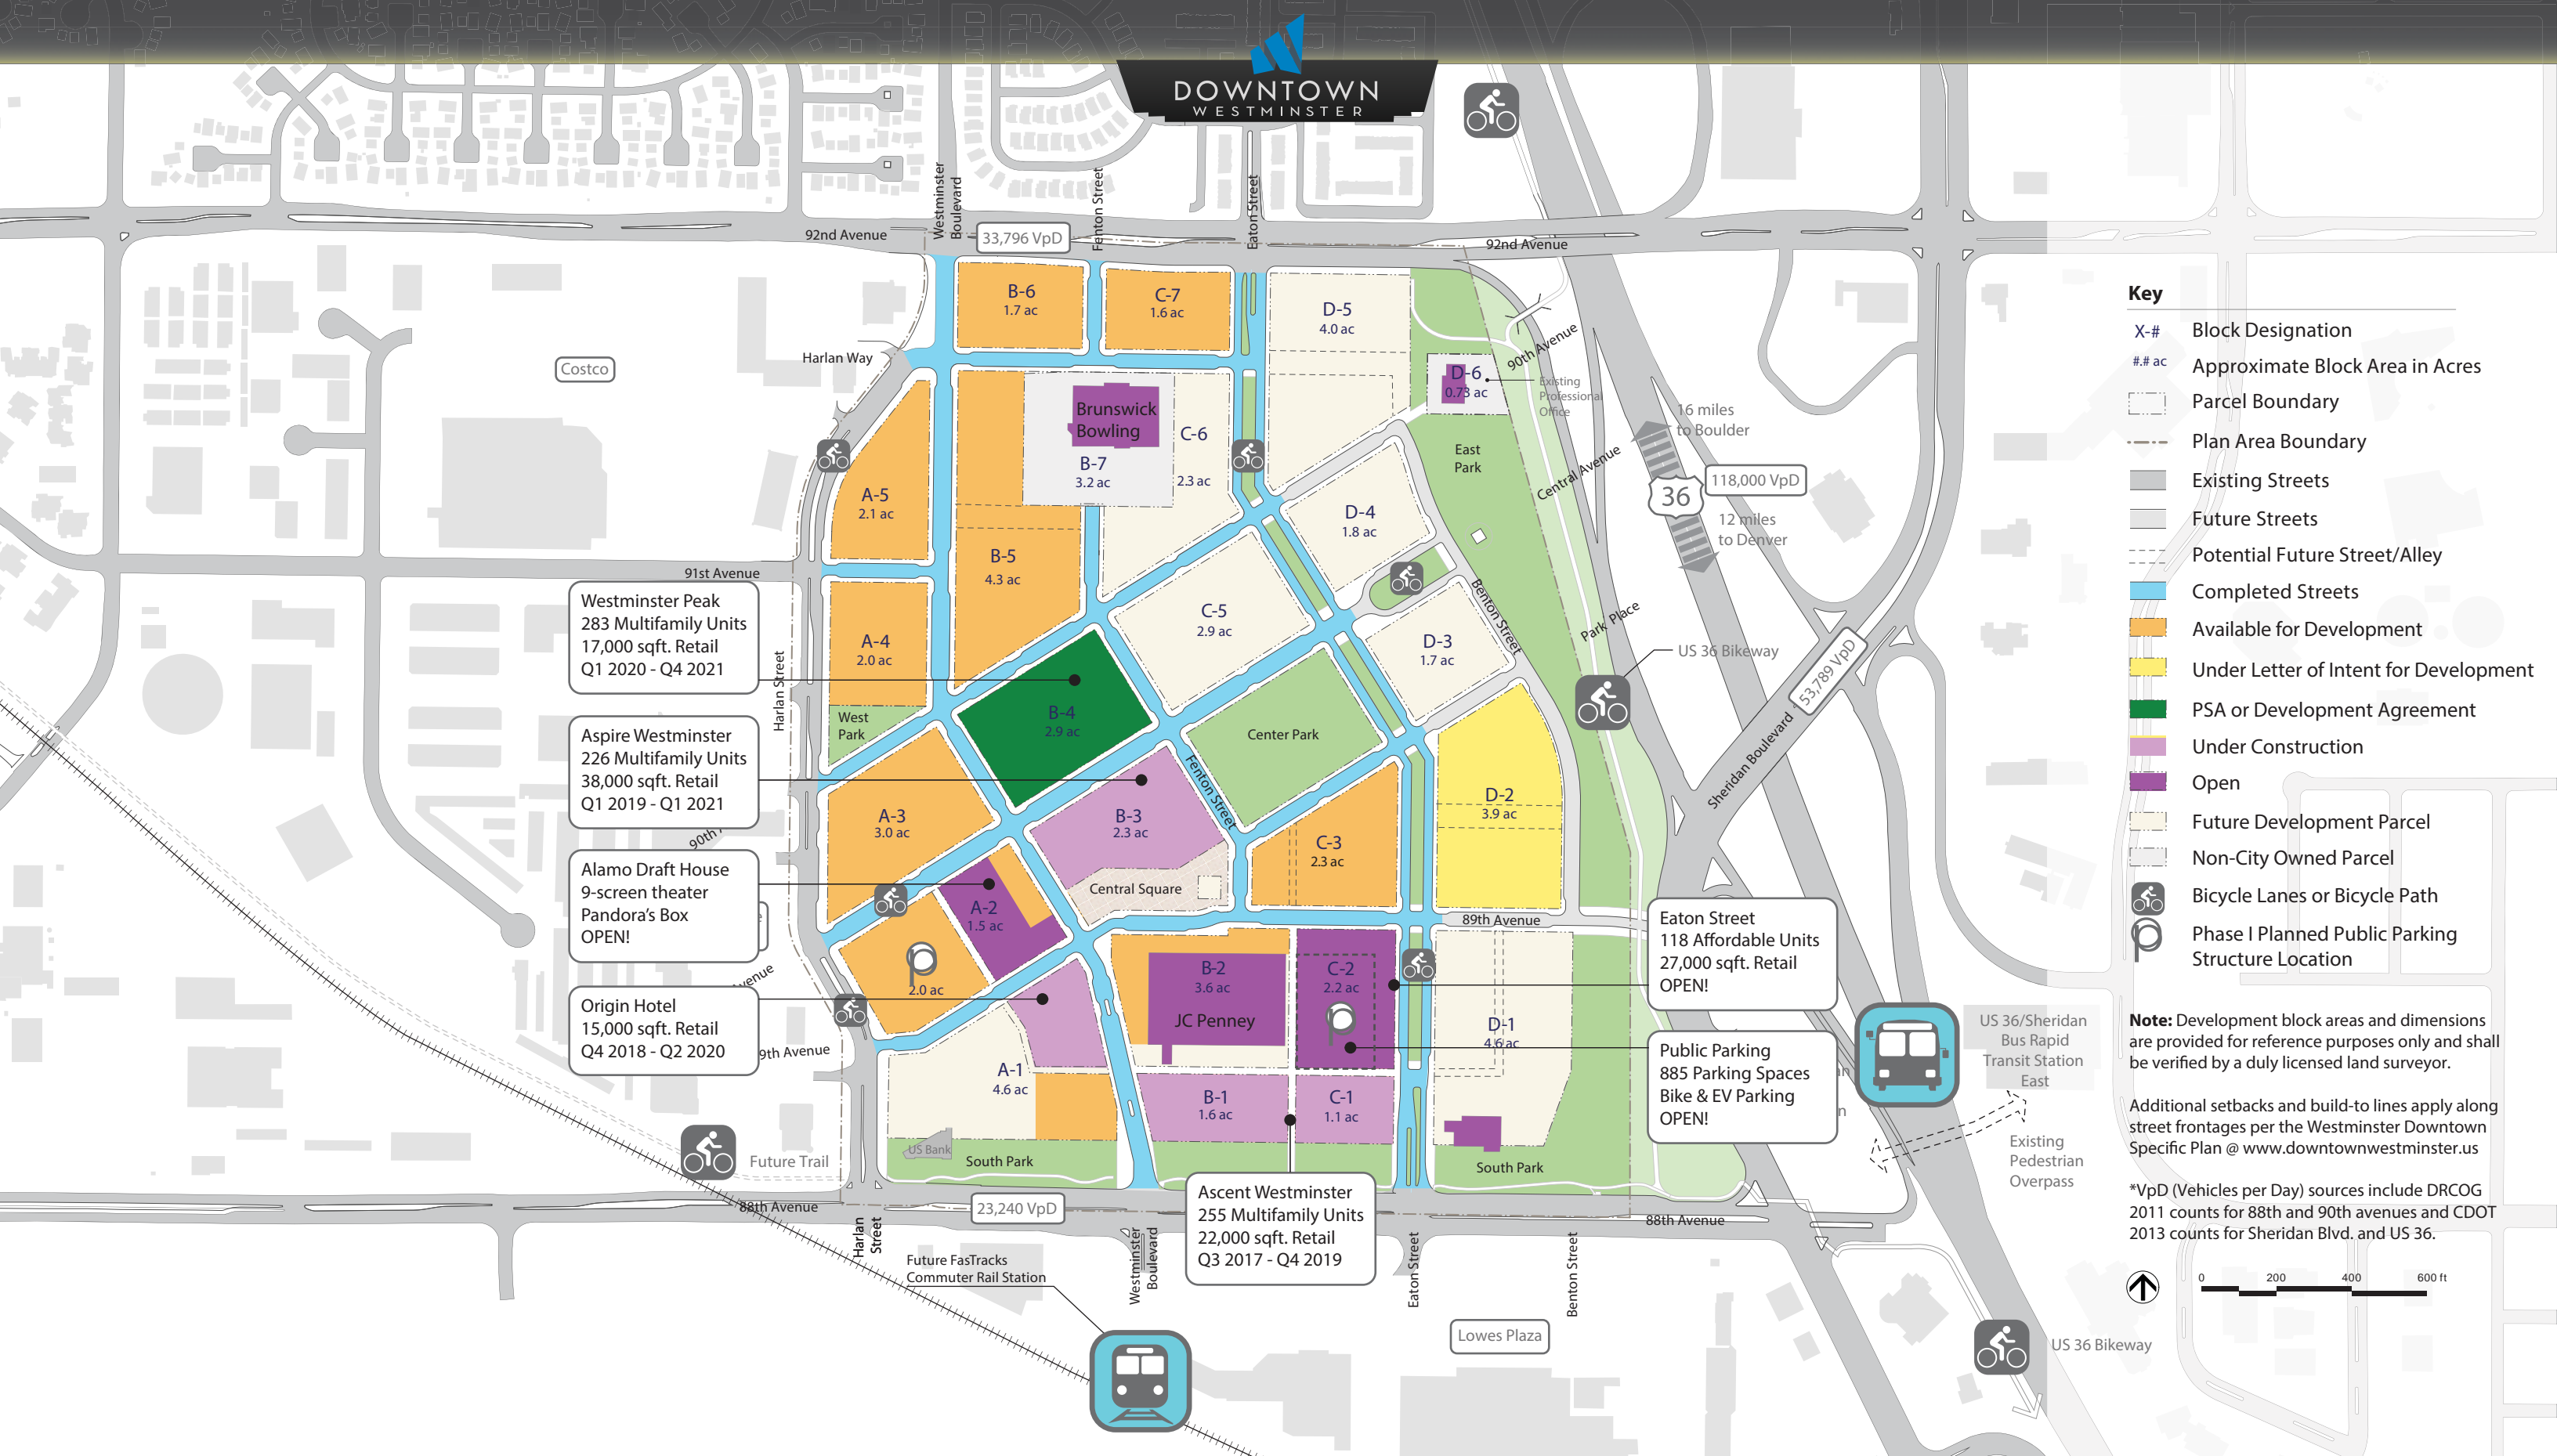 DOWNTOWN
WESTMINSTER
Westminster
Boulevard
Fenton Street
Eaton Street
92nd Avenue
33,796 VpD
92nd Avenue
B-6
1.7 ac
C-7
1.6 ac
D-5
4.0 ac
90th Avenue
Harlan Way
Costco
D-6
0.73 ac
Existing
Professional
Office
Brunswick
Bowling
C-6
2.3 ac
B-7
3.2 ac
East
Park
Central Avenue
16 miles
to Boulder
36
118,000 VpD
12 miles
to Denver
A-5
2.1 ac
D-4
1.8 ac
B-5
4.3 ac
91st Avenue
C-5
2.9 ac
Benton Street
Park Place
A-4
2.0 ac
D-3
1.7 ac
US 36 Bikeway
53,789 VpD
Sheridan Boulevard
Harlan Street
Westminster Peak
283 Multifamily Units
17,000 sqft. Retail
Q1 2020 - Q4 2021
West
Park
B-4
2.9 ac
Center Park
Aspire Westminster
226 Multifamily Units
38,000 sqft. Retail
Q1 2019 - Q1 2021
Fenton Street
D-2
3.9 ac
A-3
3.0 ac
B-3
2.3 ac
C-3
2.3 ac
90th
Alamo Draft House
9-screen theater
Pandora's Box
OPEN!
Central Square
A-2
1.5 ac
89th Avenue
Eaton Street
118 Affordable Units
27,000 sqft. Retail
OPEN!
2.0 ac
B-2
3.6 ac
JC Penney
C-2
2.2 ac
venue
Origin Hotel
15,000 sqft. Retail
Q4 2018 - Q2 2020
9th Avenue
D-1
4.6 ac
Public Parking
885 Parking Spaces
Bike & EV Parking
OPEN!
A-1
4.6 ac
B-1
1.6 ac
C-1
1.1 ac
US 36/Sheridan
Bus Rapid
Transit Station
East
Existing
Pedestrian
Overpass
US Bank
South Park
South Park
Future Trail
88th Avenue
23,240 VpD
88th Avenue
Ascent Westminster
255 Multifamily Units
22,000 sqft. Retail
Q3 2017 - Q4 2019
Harlan
Street
Westminster
Boulevard
Eaton Street
Benton Street
Future FasTracks
Commuter Rail Station
Lowes Plaza
US 36 Bikeway
Key
X-# Block Designation
#.# ac Approximate Block Area in Acres
Parcel Boundary
Plan Area Boundary
Existing Streets
Future Streets
Potential Future Street/Alley
Completed Streets
Available for Development
Under Letter of Intent for Development
PSA or Development Agreement
Under Construction
Open
Future Development Parcel
Non-City Owned Parcel
Bicycle Lanes or Bicycle Path
Phase I Planned Public Parking
Structure Location
Note: Development block areas and dimensions
are provided for reference purposes only and shall
be verified by a duly licensed land surveyor.
Additional setbacks and build-to lines apply along
street frontages per the Westminster Downtown
Specific Plan @ www.downtownwestminster.us
*VpD (Vehicles per Day) sources include DRCOG
2011 counts for 88th and 90th avenues and CDOT
2013 counts for Sheridan Blvd. and US 36.
0 200 400 600 ft